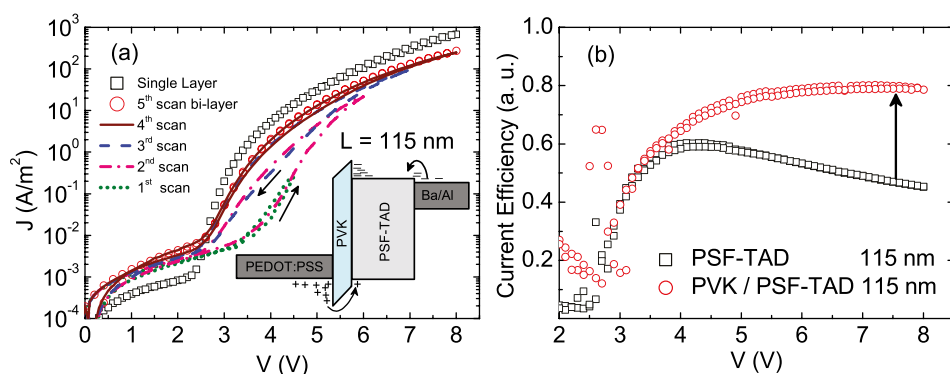 (a)
J (A/m²)
10³
10²
10¹
10⁰
10⁻¹
10⁻²
10⁻³
10⁻⁴
Single Layer
5th scan bi-layer
4th scan
3rd scan
2nd scan
1st scan
L = 115 nm
PEDOT:PSS
PVK
PSF-TAD
Ba/Al
0 1 2 3 4 5 6 7 8
V (V)
(b)
Current Efficiency (a. u.)
1.0
0.8
0.6
0.4
0.2
PSF-TAD 115 nm
PVK / PSF-TAD 115 nm
2 3 4 5 6 7 8
V (V)